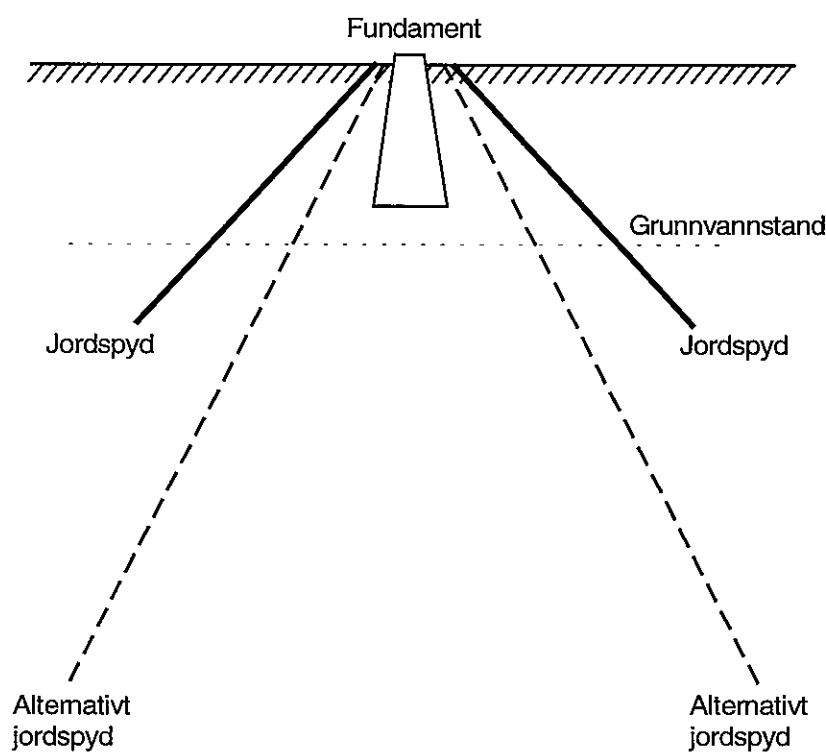 Fundament
Grunnvannstand
Jordspyd
Jordspyd
Alternativt
jordspyd
Alternativt
jordspyd